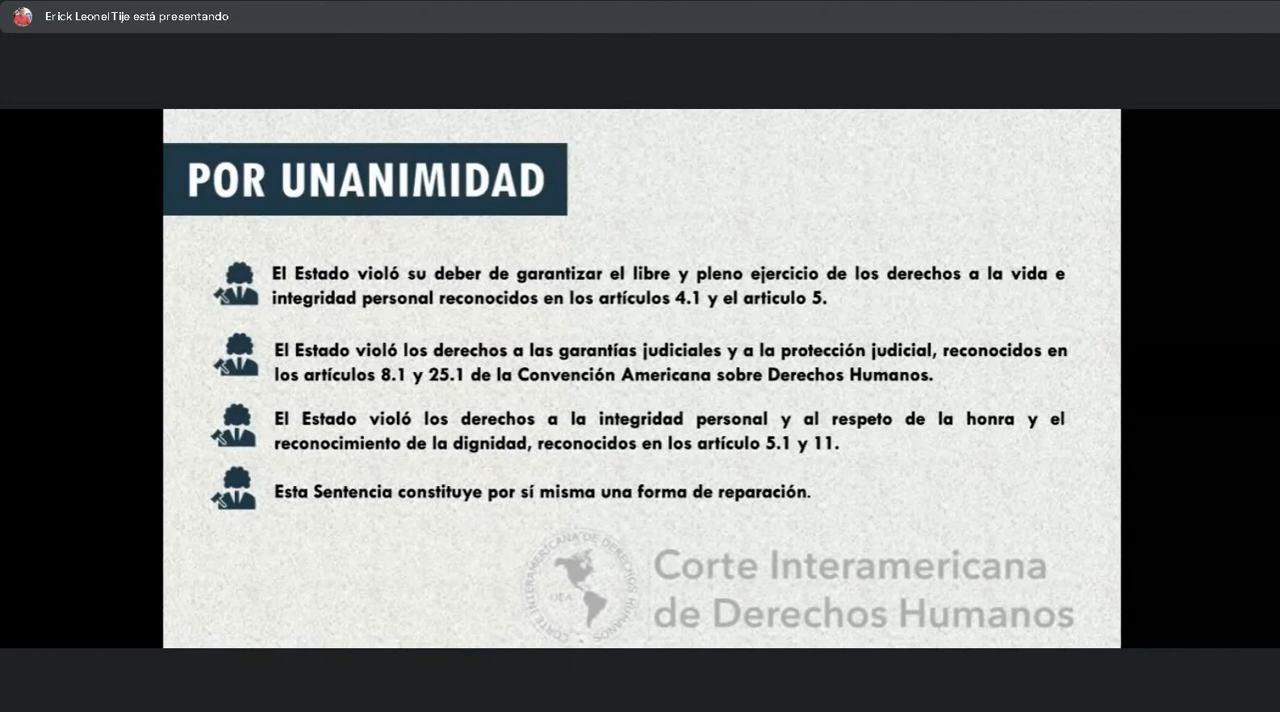 Erick Leonel Tije está presentando
POR UNANIMIDAD
El Estado violó su deber de garantizar el libre y pleno ejercicio de los derechos a la vida e
integridad personal reconocidos en los artículos 4.1 y el articulo 5.
El Estado violó los derechos a las garantías judiciales y a la protección judicial, reconocidos en
los artículos 8.1 y 25.1 de la Convención Americana sobre Derechos Humanos.
El Estado violó los derechos a la integridad personal y al respeto de la honra y el
reconocimiento de la dignidad, reconocidos en los artículo 5.1 y 11.
Esta Sentencia constituye por sí misma una forma de reparación.
Corte Interamericana
de Derechos Humanos